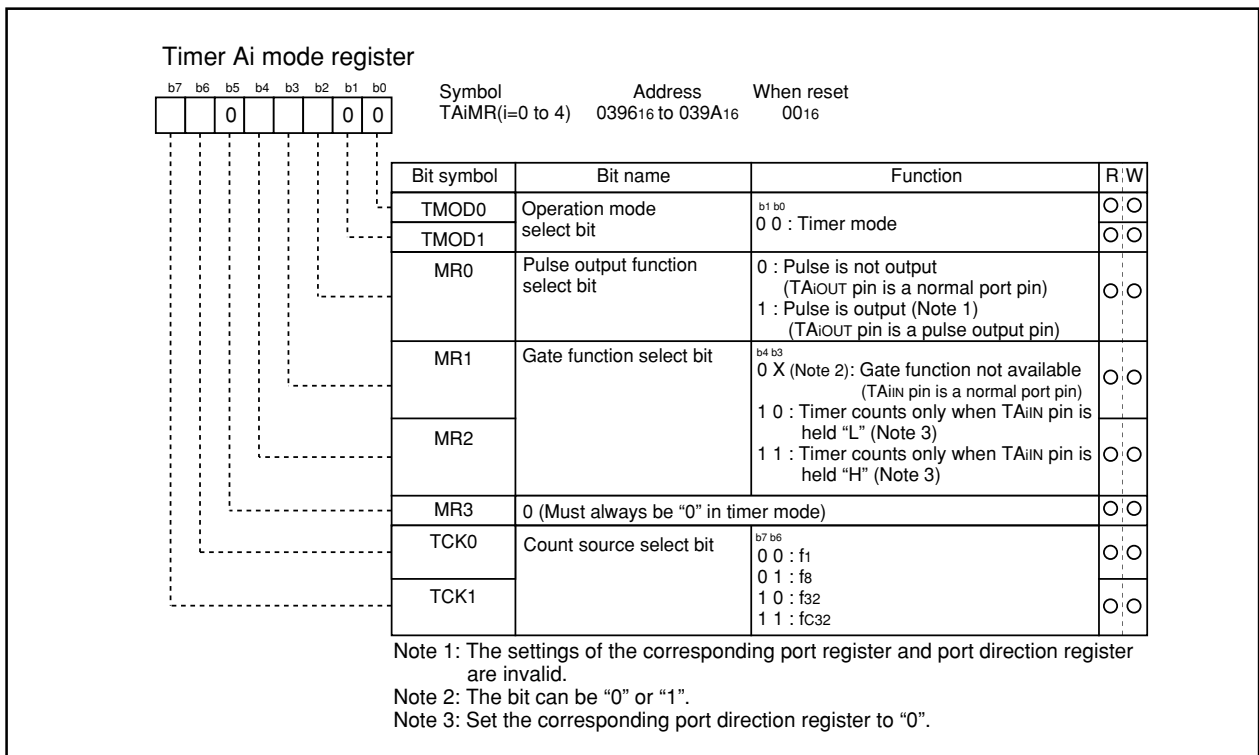 Timer Ai mode register
b7 b6 b5 b4 b3 b2 b1 b0
0 0 0
Symbol Address When reset
TAiMR(i=0 to 4) 039616 to 039A16 0016
Bit symbol Bit name Function R W
TMOD0 Operation mode select bit b1 b0
0 0 : Timer mode
TMOD1
MR0 Pulse output function select bit 0 : Pulse is not output
(TAiOUT pin is a normal port pin)
1 : Pulse is output (Note 1)
(TAiOUT pin is a pulse output pin)
MR1 Gate function select bit b4 b3
0 X (Note 2): Gate function not available
(TAiIN pin is a normal port pin)
1 0 : Timer counts only when TAiIN pin is
held “L” (Note 3)
MR2
1 1 : Timer counts only when TAiIN pin is
held “H” (Note 3)
MR3 0 (Must always be “0” in timer mode)
TCK0 Count source select bit b7 b6
0 0 : f1
0 1 : f8
TCK1
1 0 : f32
1 1 : fC32
Note 1: The settings of the corresponding port register and port direction register
are invalid.
Note 2: The bit can be “0” or “1”.
Note 3: Set the corresponding port direction register to “0”.